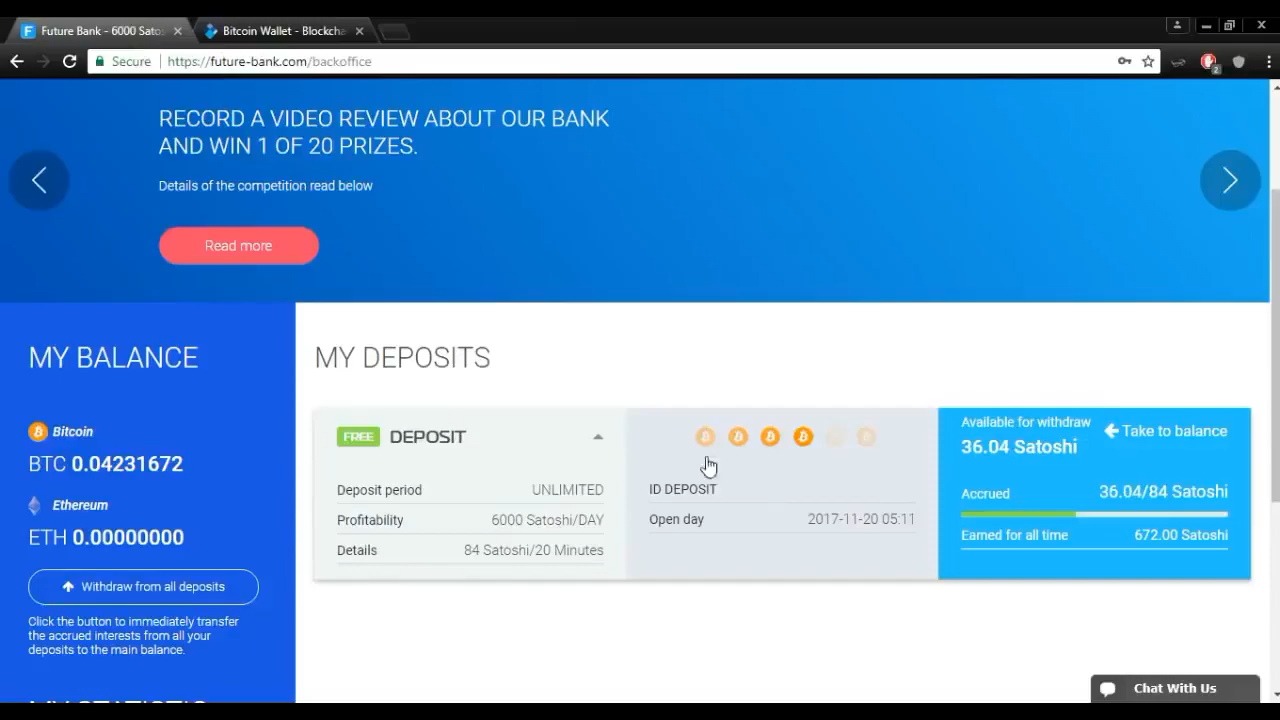 Future Bank - 6000 Satos
Bitcoin Wallet - Blockcha
Secure
https://future-bank.com/backoffice
2
RECORD A VIDEO REVIEW ABOUT OUR BANK
AND WIN 1 OF 20 PRIZES.
Details of the competition read below
Read more
MY BALANCE
Bitcoin
BTC 0.04231672
Ethereum
ETH 0.00000000
Withdraw from all deposits
Click the button to immediately transfer
the accrued interests from all your
deposits to the main balance.
MY STATISTIC
MY DEPOSITS
FREE DEPOSIT
Deposit period UNLIMITED
Profitability 6000 Satoshi/DAY
Details 84 Satoshi/20 Minutes
ID DEPOSIT
Open day 2017-11-20 05:11
Available for withdraw
36.04 Satoshi
Take to balance
Accrued 36.04/84 Satoshi
Earned for all time 672.00 Satoshi
Chat With Us